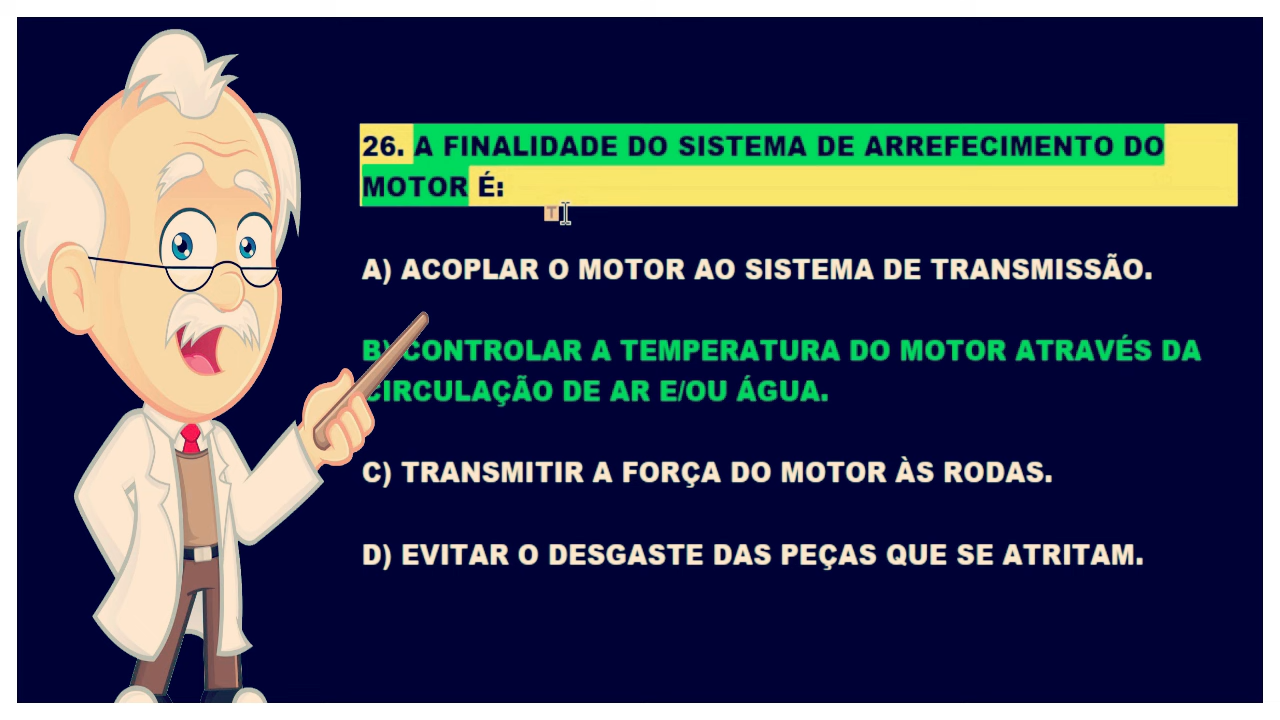 26. A FINALIDADE DO SISTEMA DE ARREFECIMENTO DO
MOTOR É:
A) ACOPLAR O MOTOR AO SISTEMA DE TRANSMISSÃO.
B) CONTROLAR A TEMPERATURA DO MOTOR ATRAVÉS DA
CIRCULAÇÃO DE AR E/OU ÁGUA.
C) TRANSMITIR A FORÇA DO MOTOR ÀS RODAS.
D) EVITAR O DESGASTE DAS PEÇAS QUE SE ATRITAM.